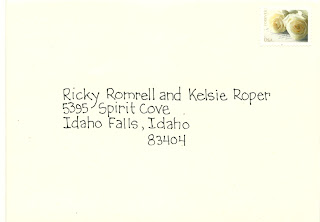 Ricky Romrell and Kelsie Roper
5395 Spirit Cove
Idaho Falls, Idaho
83404